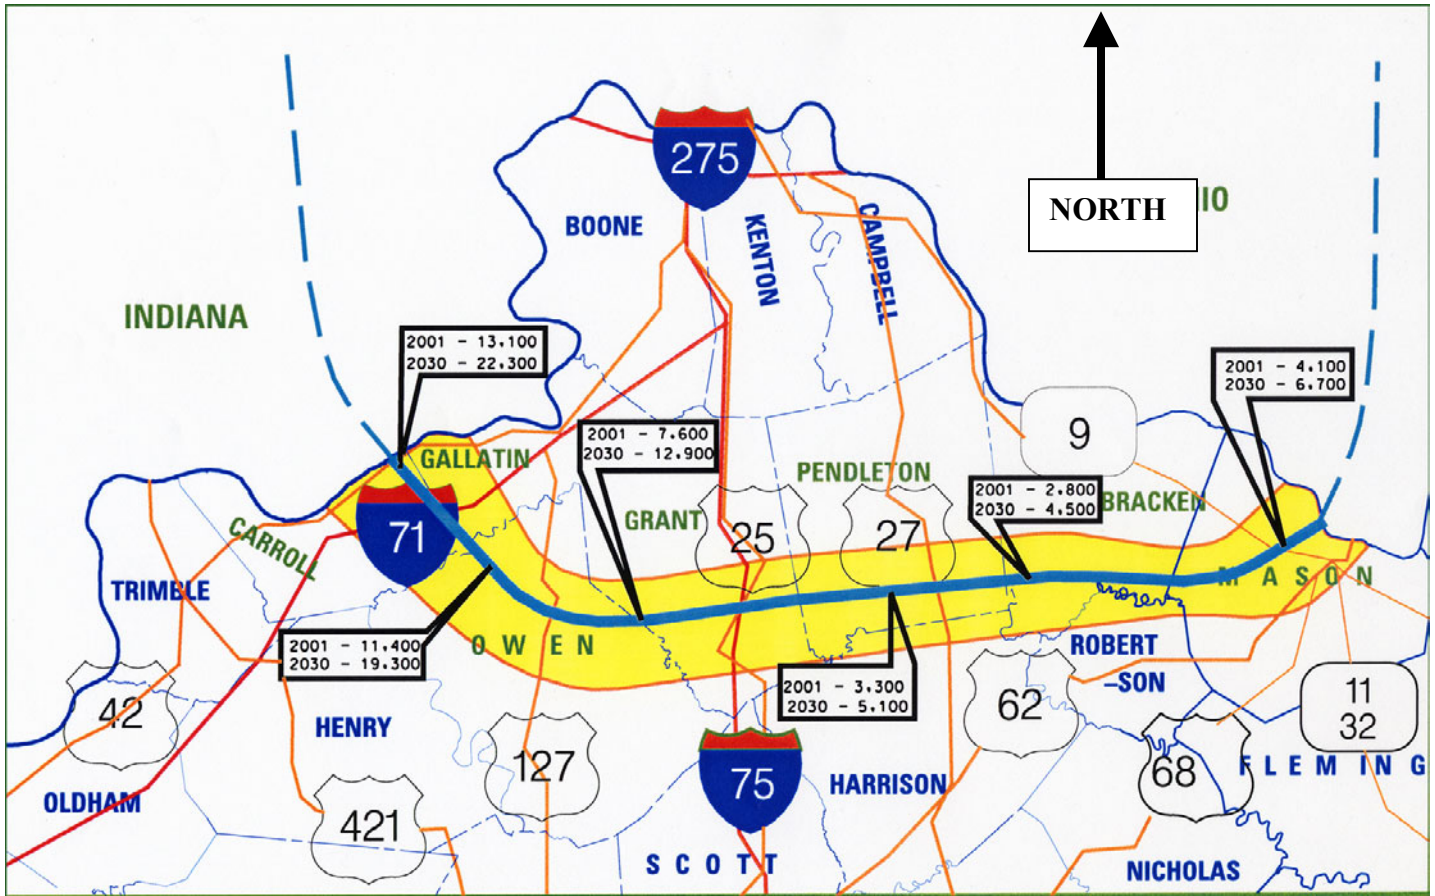 275
NORTH
IO
BOONE
KENTON
CAMPBELL
INDIANA
2001 - 13.100
2030 - 22.300
2001 - 4.100
2030 - 6.700
9
2001 - 7.600
2030 - 12.900
GALLATIN
PENDLETON
2001 - 2.800
2030 - 4.500
BRACKEN
GRANT
71
25
27
CARROLL
TRIMBLE
MASON
OWEN
2001 - 11.400
2030 - 19.300
ROBERT
-SON
2001 - 3.300
2030 - 5.100
42
HENRY
62
11
32
127
75
HARRISON
68
FLEMING
OLDHAM
421
SCOTT
NICHOLAS